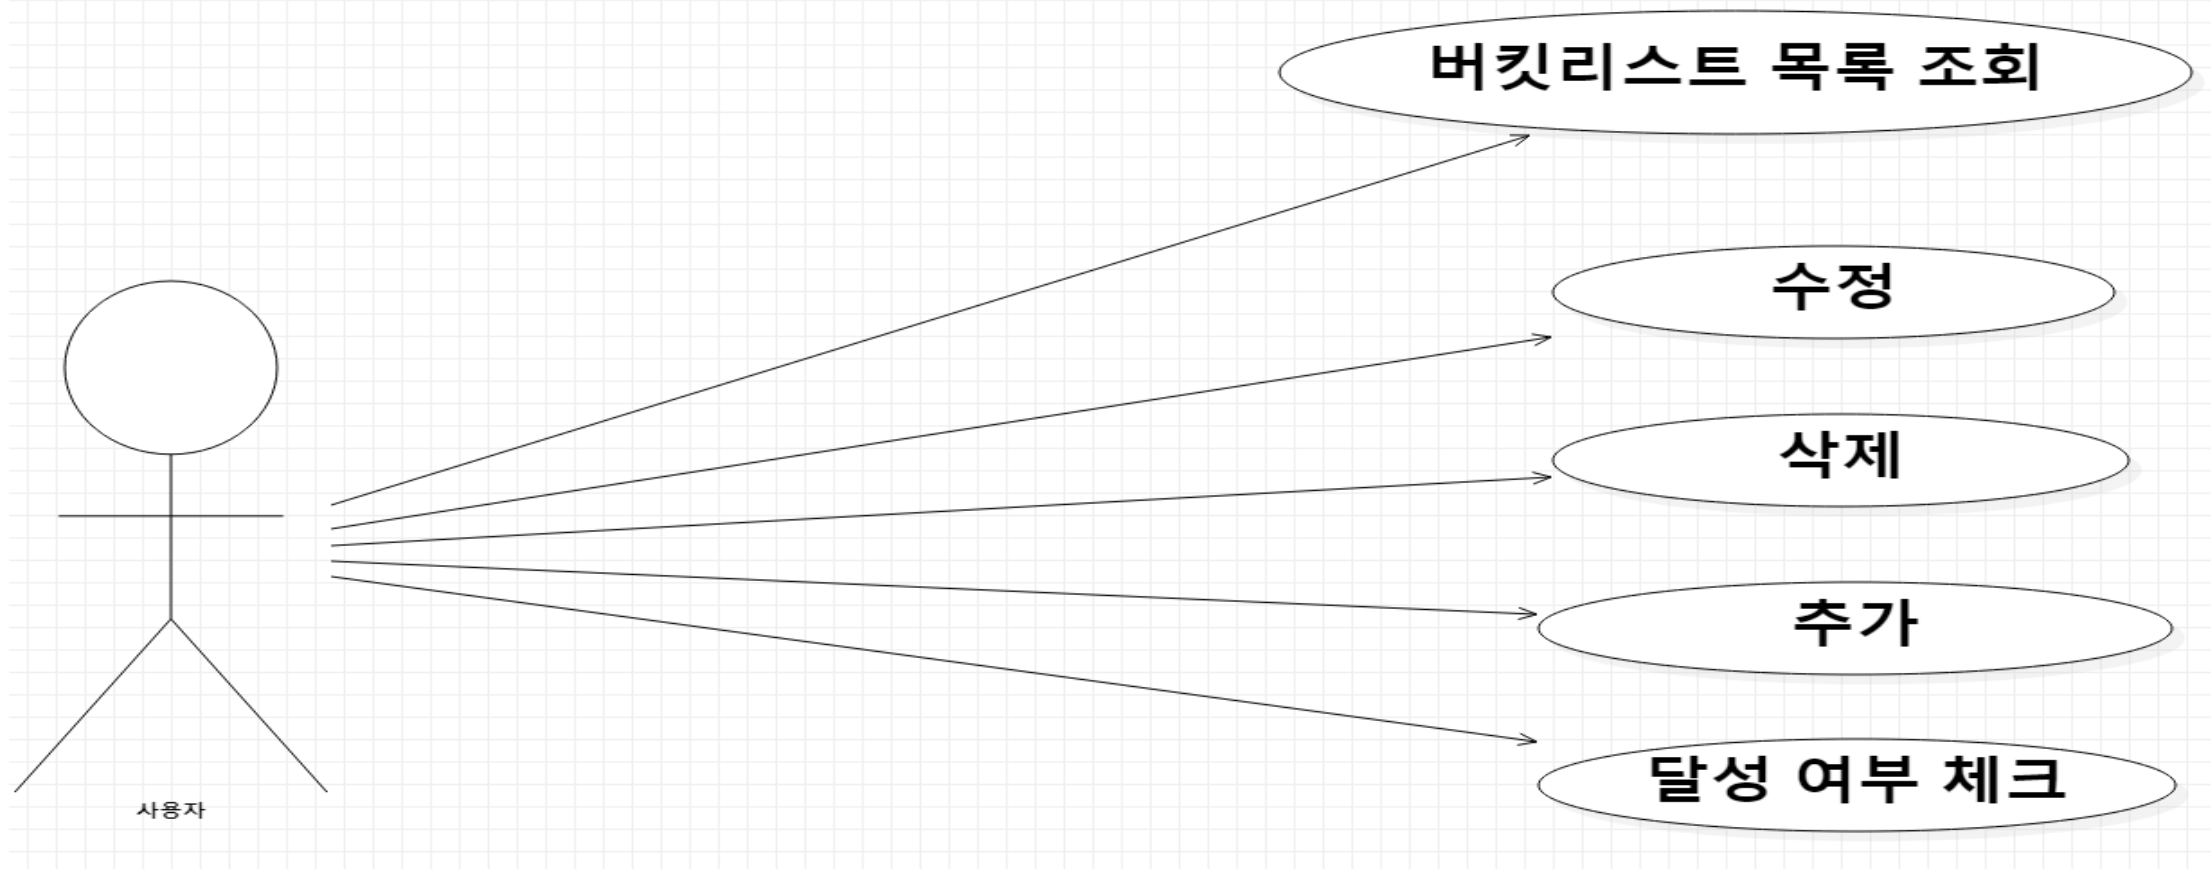 버킷리스트 목록 조회
수정
삭제
추가
달성 여부 체크
사용자